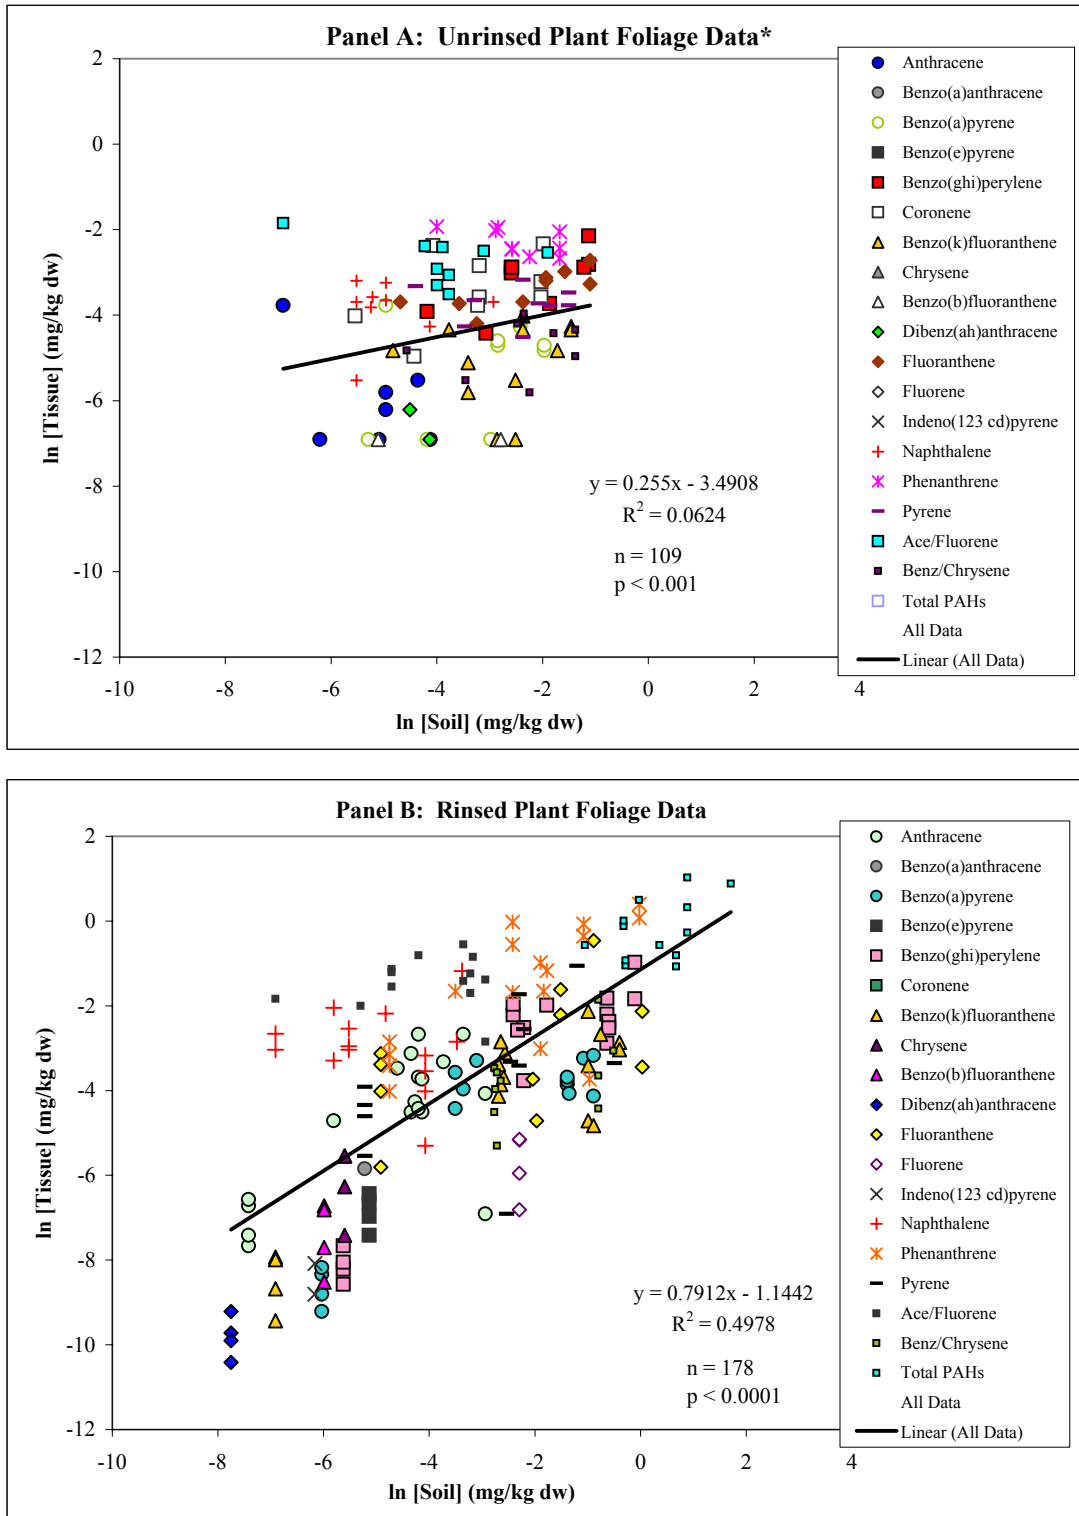 Panel A:  Unrinsed Plant Foliage Data*
2
0
-2
-4
-6
-8
-10
-12
ln [Tissue] (mg/kg dw)
-10
-8
-6
-4
-2
0
2
4
ln [Soil] (mg/kg dw)
y = 0.255x - 3.4908
R2 = 0.0624
n = 109
p < 0.001
Anthracene
Benzo(a)anthracene
Benzo(a)pyrene
Benzo(e)pyrene
Benzo(ghi)perylene
Coronene
Benzo(k)fluoranthene
Chrysene
Benzo(b)fluoranthene
Dibenz(ah)anthracene
Fluoranthene
Fluorene
Indeno(123 cd)pyrene
Naphthalene
Phenanthrene
Pyrene
Ace/Fluorene
Benz/Chrysene
Total PAHs
All Data
Linear (All Data)
Panel B:  Rinsed Plant Foliage Data
2
0
-2
-4
-6
-8
-10
-12
ln [Tissue] (mg/kg dw)
-10
-8
-6
-4
-2
0
2
4
ln [Soil] (mg/kg dw)
y = 0.7912x - 1.1442
R2 = 0.4978
n = 178
p < 0.0001
Anthracene
Benzo(a)anthracene
Benzo(a)pyrene
Benzo(e)pyrene
Benzo(ghi)perylene
Coronene
Benzo(k)fluoranthene
Chrysene
Benzo(b)fluoranthene
Dibenz(ah)anthracene
Fluoranthene
Fluorene
Indeno(123 cd)pyrene
Naphthalene
Phenanthrene
Pyrene
Ace/Fluorene
Benz/Chrysene
Total PAHs
All Data
Linear (All Data)